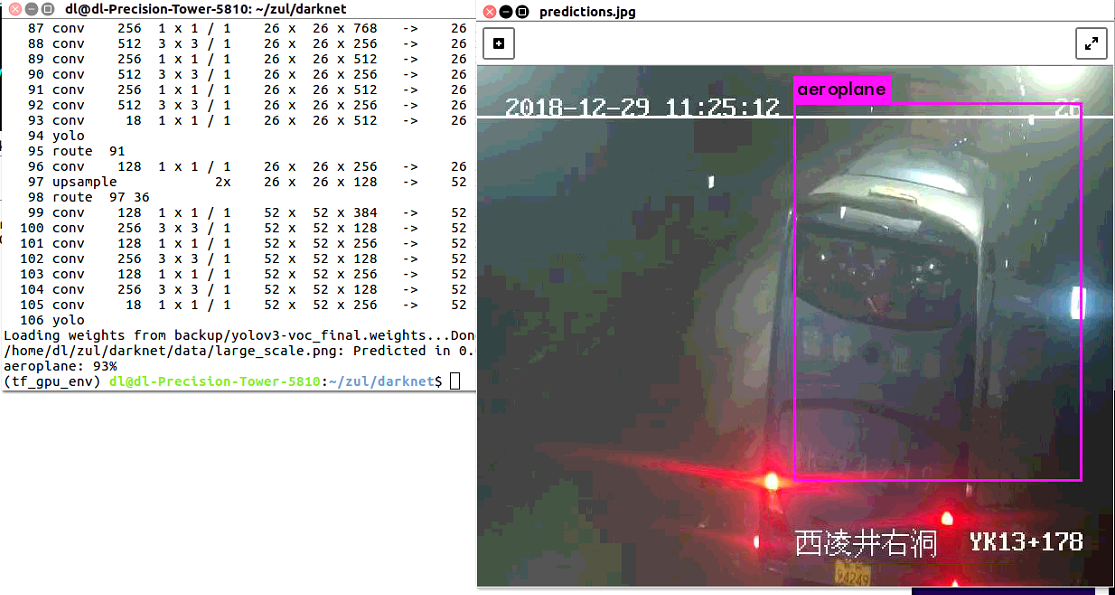 dl@dl-Precision-Tower-5810: ~/zul/darknet
87 conv 256 1 x 1 / 1 26 x 26 x 768 -> 26
88 conv 512 3 x 3 / 1 26 x 26 x 256 -> 26
89 conv 256 1 x 1 / 1 26 x 26 x 512 -> 26
90 conv 512 3 x 3 / 1 26 x 26 x 256 -> 26
91 conv 256 1 x 1 / 1 26 x 26 x 512 -> 26
92 conv 512 3 x 3 / 1 26 x 26 x 256 -> 26
93 conv 18 1 x 1 / 1 26 x 26 x 512 -> 26
94 yolo
95 route 91
96 conv 128 1 x 1 / 1 26 x 26 x 256 -> 26
97 upsample 2x 26 x 26 x 128 -> 52
98 route 97 36
99 conv 128 1 x 1 / 1 52 x 52 x 384 -> 52
100 conv 256 3 x 3 / 1 52 x 52 x 128 -> 52
101 conv 128 1 x 1 / 1 52 x 52 x 256 -> 52
102 conv 256 3 x 3 / 1 52 x 52 x 128 -> 52
103 conv 128 1 x 1 / 1 52 x 52 x 256 -> 52
104 conv 256 3 x 3 / 1 52 x 52 x 128 -> 52
105 conv 18 1 x 1 / 1 52 x 52 x 256 -> 52
106 yolo
Loading weights from backup/yolov3-voc_final.weights...Don
/home/dl/zul/darknet/data/large_scale.png: Predicted in 0.
aeroplane: 93%
(tf_gpu_env) dl@dl-Precision-Tower-5810:~/zul/darknet$
predictions.jpg
aeroplane
2018-12-29 11:25:12 26
西凌井右洞 YK13+178
4249